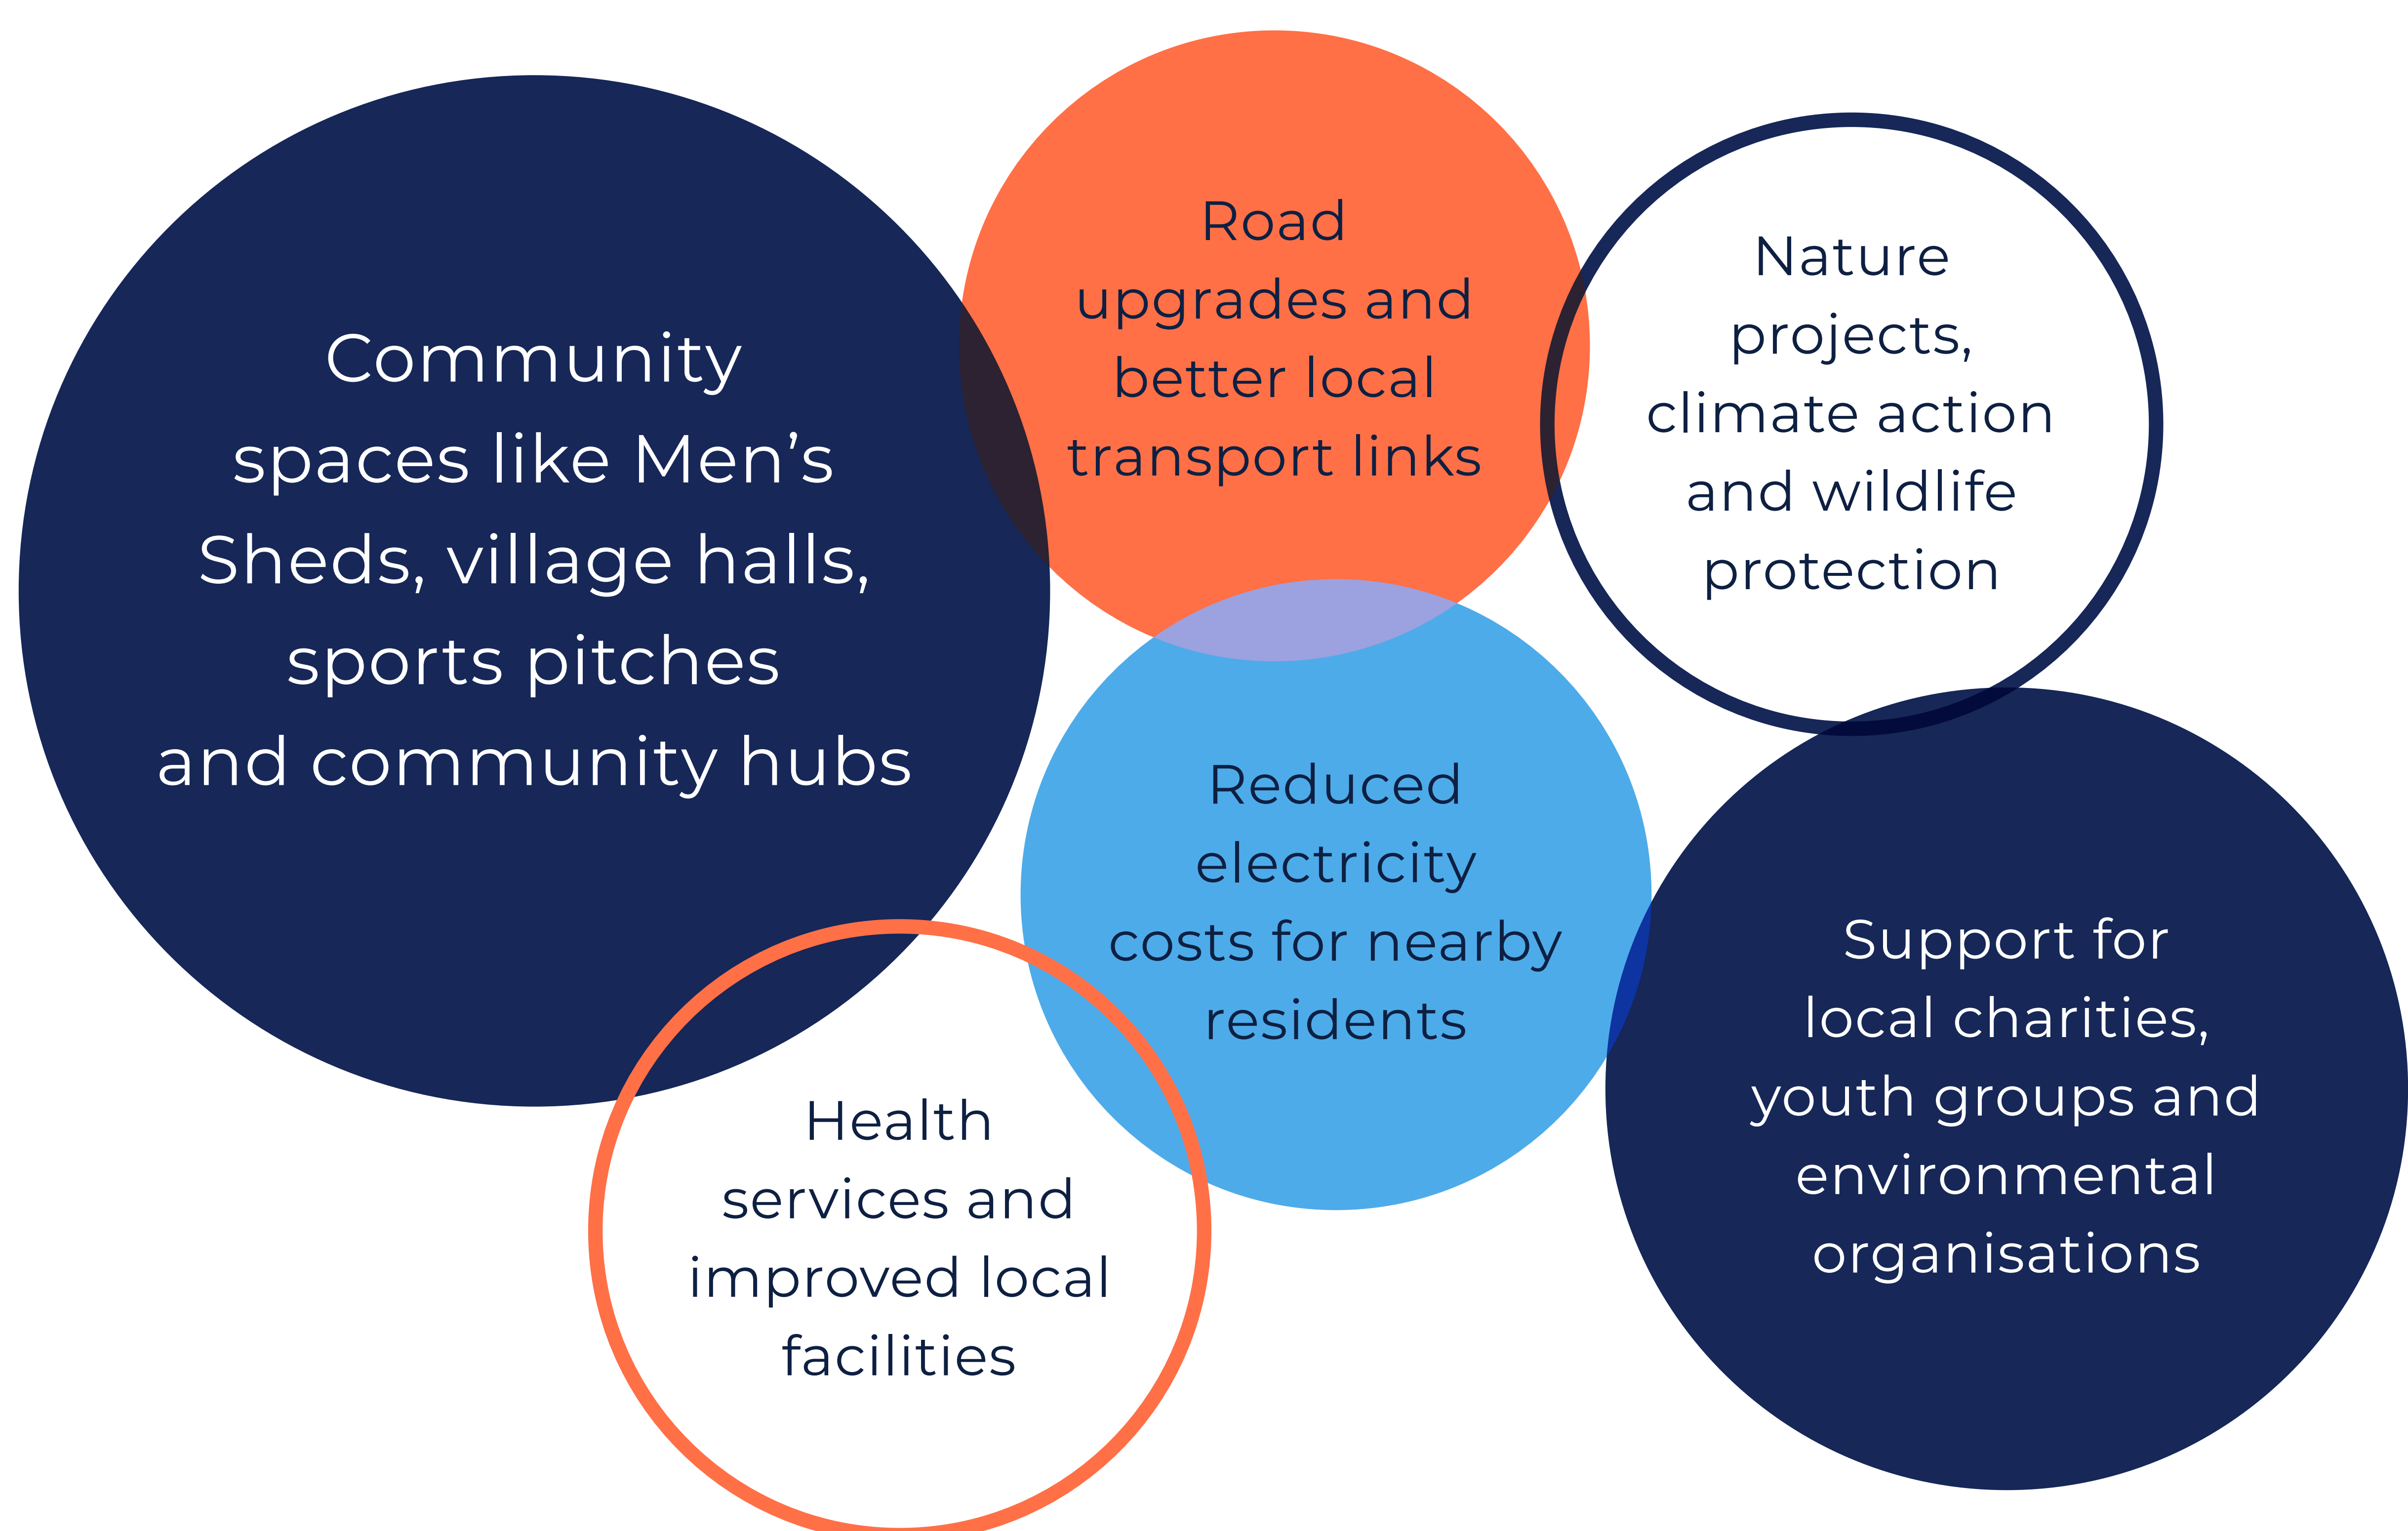 Community
spaces like Men’s
Sheds, village halls,
sports pitches
and community hubs
Road
upgrades and
better local
transport links
Nature
projects,
climate action
and wildlife
protection
Reduced
electricity
costs for nearby
residents
Health
services and
improved local
facilities
Support for
local charities,
youth groups and
environmental
organisations